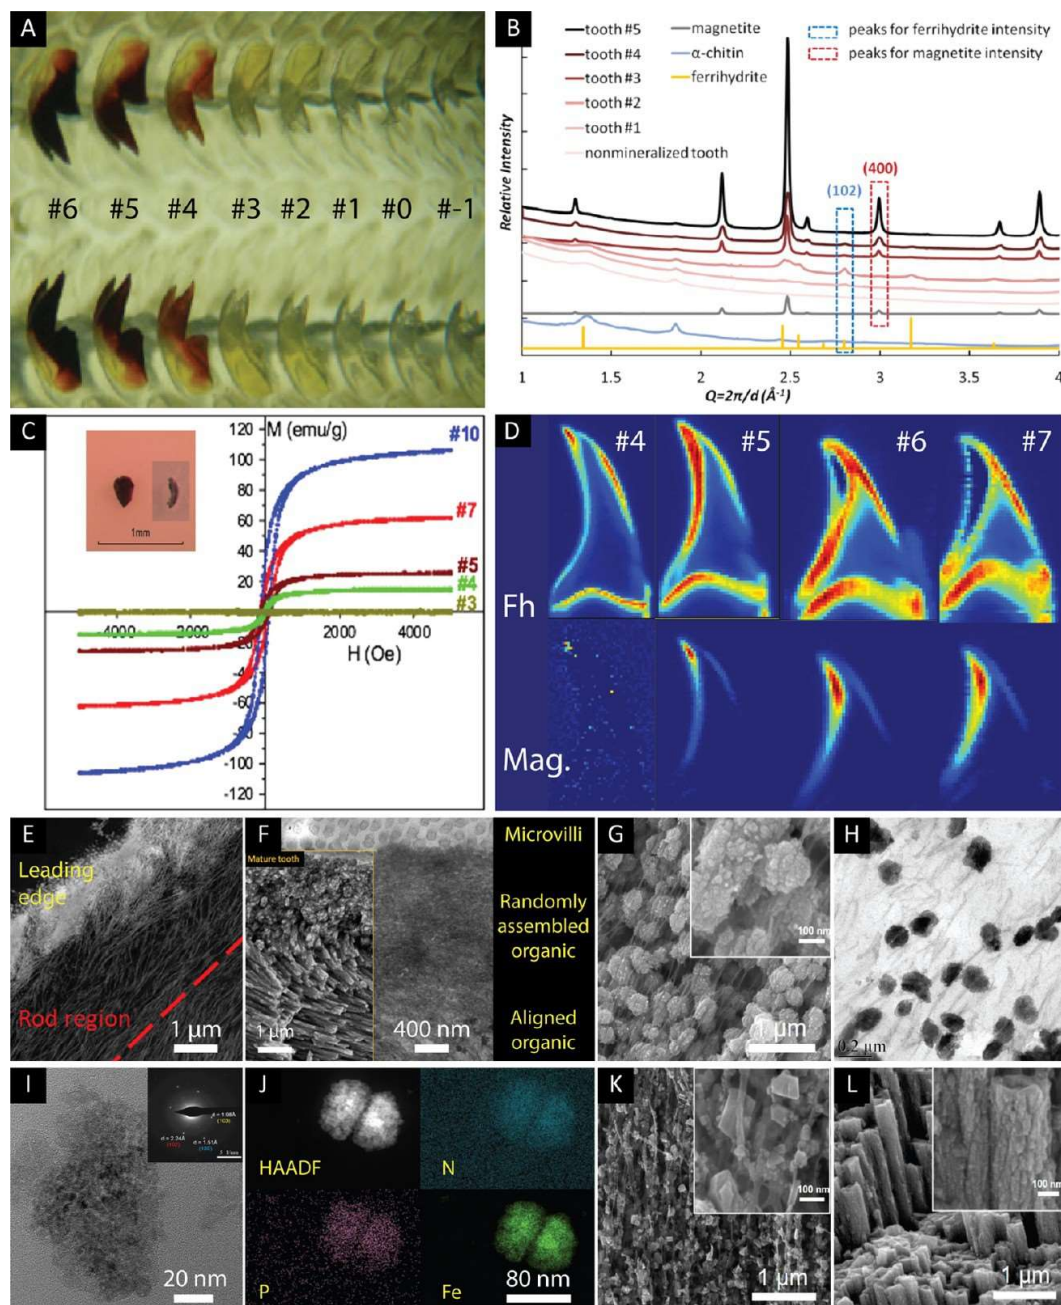 A
#6 #5 #4 #3 #2 #1 #0 #-1
B
tooth #5
tooth #4
tooth #3
tooth #2
tooth #1
nonmineralized tooth
magnetite
α-chitin
ferrihydrite
peaks for ferrihydrite intensity
peaks for magnetite intensity
(102)
(400)
Relative Intensity
1 1.5 2 2.5 3 3.5 4
Q=2π/d (Å⁻¹)
C
M (emu/g)
120
100
80
60
40
20
-20
-40
-60
-80
-100
-120
4000 2000 2000 4000
H (Oe)
#10
#7
#5
#4
#3
1mm
D
#4 #5 #6 #7
Fh
Mag.
E
Leading
edge
Rod region
1 µm
F
Mature tooth
1 µm
400 nm
Microvilli
Randomly
assembled
organic
Aligned
organic
G
100 nm
1 µm
H
0.2 µm
I
20 nm
J
HAADF
N
P
Fe
80 nm
K
100 nm
1 µm
L
100 nm
1 µm